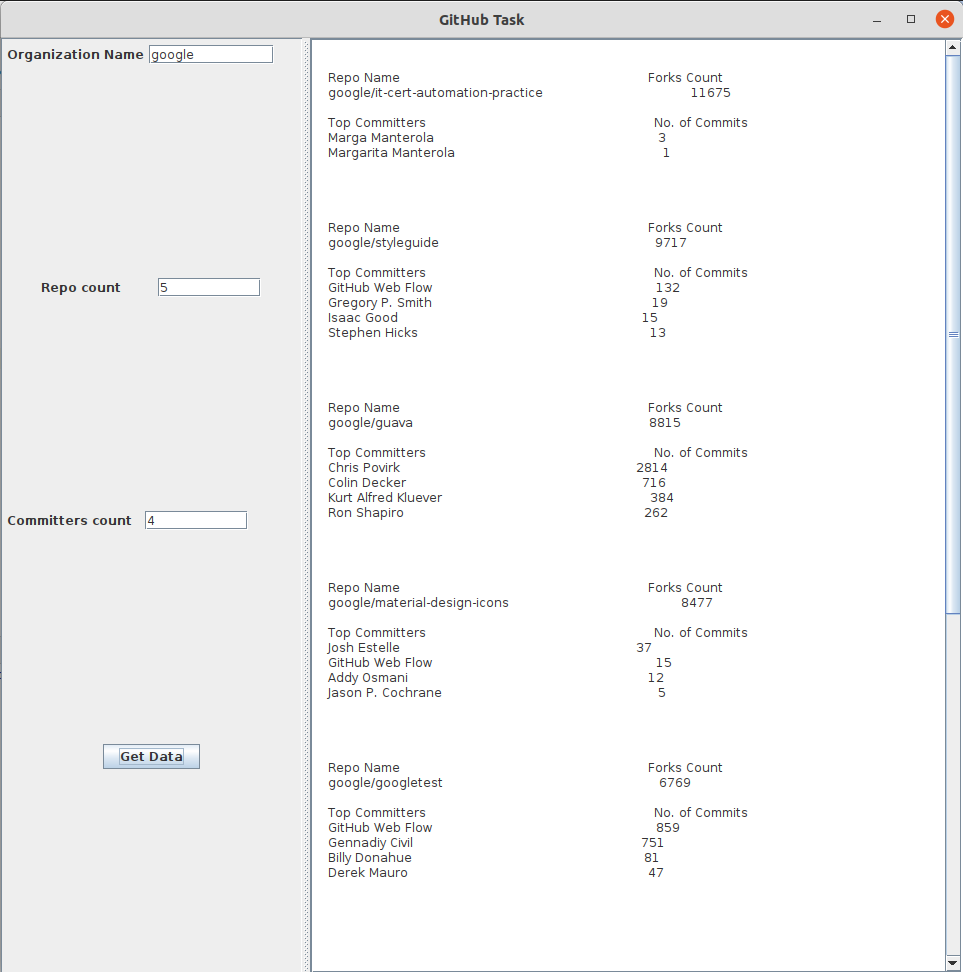 GitHub Task
Organization Name google
Repo count 5
Committers count 4
Get Data
Repo Name Forks Count
google/it-cert-automation-practice 11675
Top Committers No. of Commits
Marga Manterola 3
Margarita Manterola 1
Repo Name Forks Count
google/styleguide 9717
Top Committers No. of Commits
GitHub Web Flow 132
Gregory P. Smith 19
Isaac Good 15
Stephen Hicks 13
Repo Name Forks Count
google/guava 8815
Top Committers No. of Commits
Chris Povirk 2814
Colin Decker 716
Kurt Alfred Kluever 384
Ron Shapiro 262
Repo Name Forks Count
google/material-design-icons 8477
Top Committers No. of Commits
Josh Estelle 37
GitHub Web Flow 15
Addy Osmani 12
Jason P. Cochrane 5
Repo Name Forks Count
google/googletest 6769
Top Committers No. of Commits
GitHub Web Flow 859
Gennadiy Civil 751
Billy Donahue 81
Derek Mauro 47